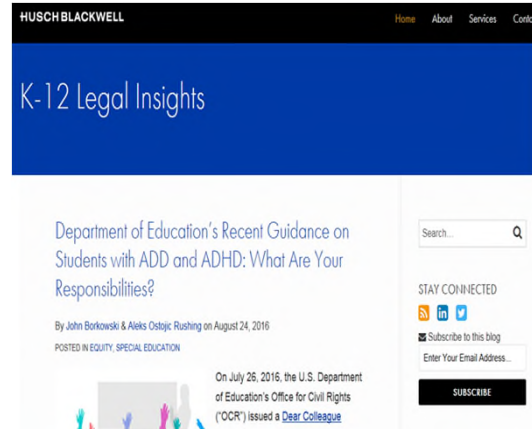 HUSCH BLACKWELL
Home About Services
K-12 Legal Insights
Department of Education's Recent Guidance on
Students with ADD and ADHD: What Are Your
Responsibilities?
By John Borkowski & Aleks Ostojic Rushing on August 24, 2016
POSTED IN EQUITY, SPECIAL EDUCATION
On July 26, 2016, the U.S. Department
of Education's Office for Civil Rights
("OCR") issued a Dear Colleague
Search...
STAY CONNECTED
in
Subscribe to this blog
Enter Your Email Address...
SUBSCRIBE